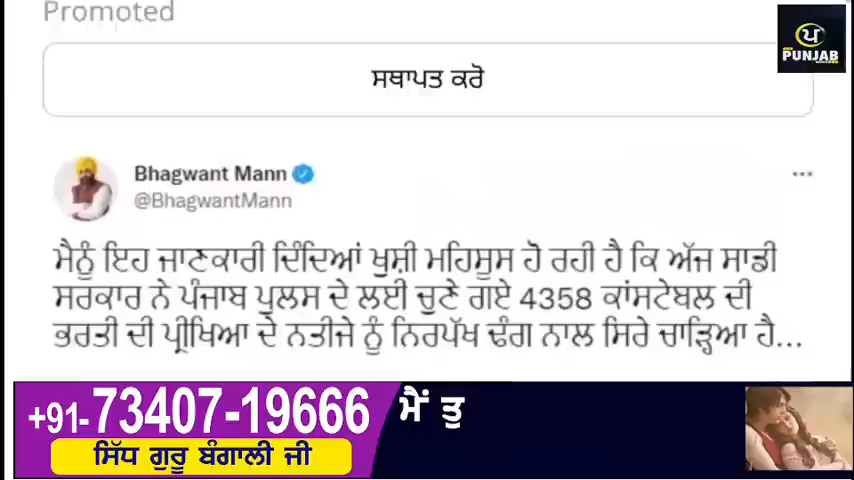 Promoted
ਪ
PUNJAB
ਸਥਾਪਤ ਕਰੋ
Bhagwant Mann
@BhagwantMann
ਮੈਨੂੰ ਇਹ ਜਾਣਕਾਰੀ ਦਿੰਦਿਆਂ ਖੁਸ਼ੀ ਮਹਿਸੂਸ ਹੋ ਰਹੀ ਹੈ ਕਿ ਅੱਜ ਸਾਡੀ
ਸਰਕਾਰ ਨੇ ਪੰਜਾਬ ਪੁਲਸ ਦੇ ਲਈ ਚੁਣੇ ਗਏ 4358 ਕਾਂਸਟੇਬਲ ਦੀ
ਭਰਤੀ ਦੀ ਪ੍ਰੀਖਿਆ ਦੇ ਨਤੀਜੇ ਨੂੰ ਨਿਰਪੱਖ ਢੰਗ ਨਾਲ ਸਿਰੇ ਚਾੜ੍ਹਿਆ ਹੈ...
+91-73407-19666
ਮੈਂ ਤੁ
ਸਿੱਧ ਗੁਰੂ ਬੰਗਾਲੀ ਜੀ